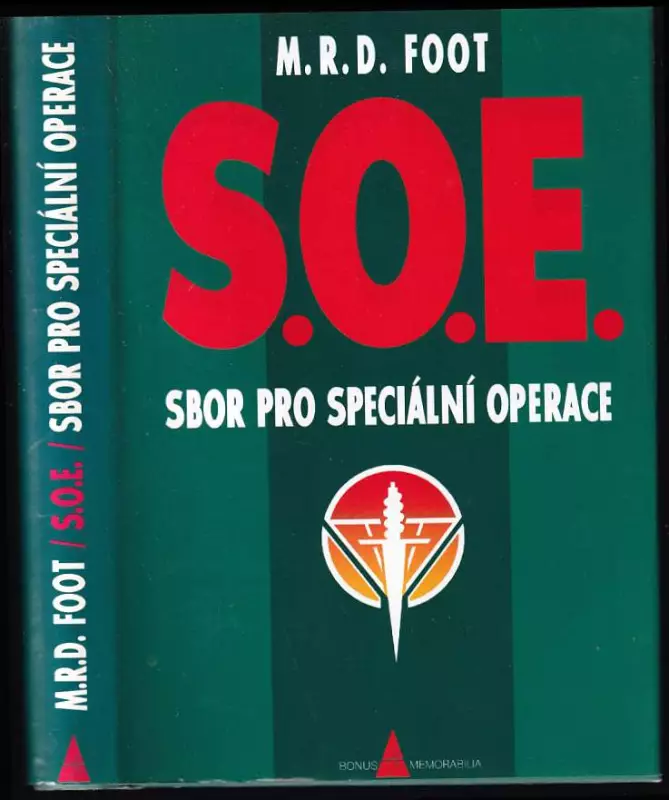 M.R.D. FOOT / S.O.E. / SBOR PRO SPECIÁLNÍ OPERACE
M.R.D. FOOT
S.O.E.
SBOR PRO SPECIÁLNÍ OPERACE
BONUS MEMORABILIA